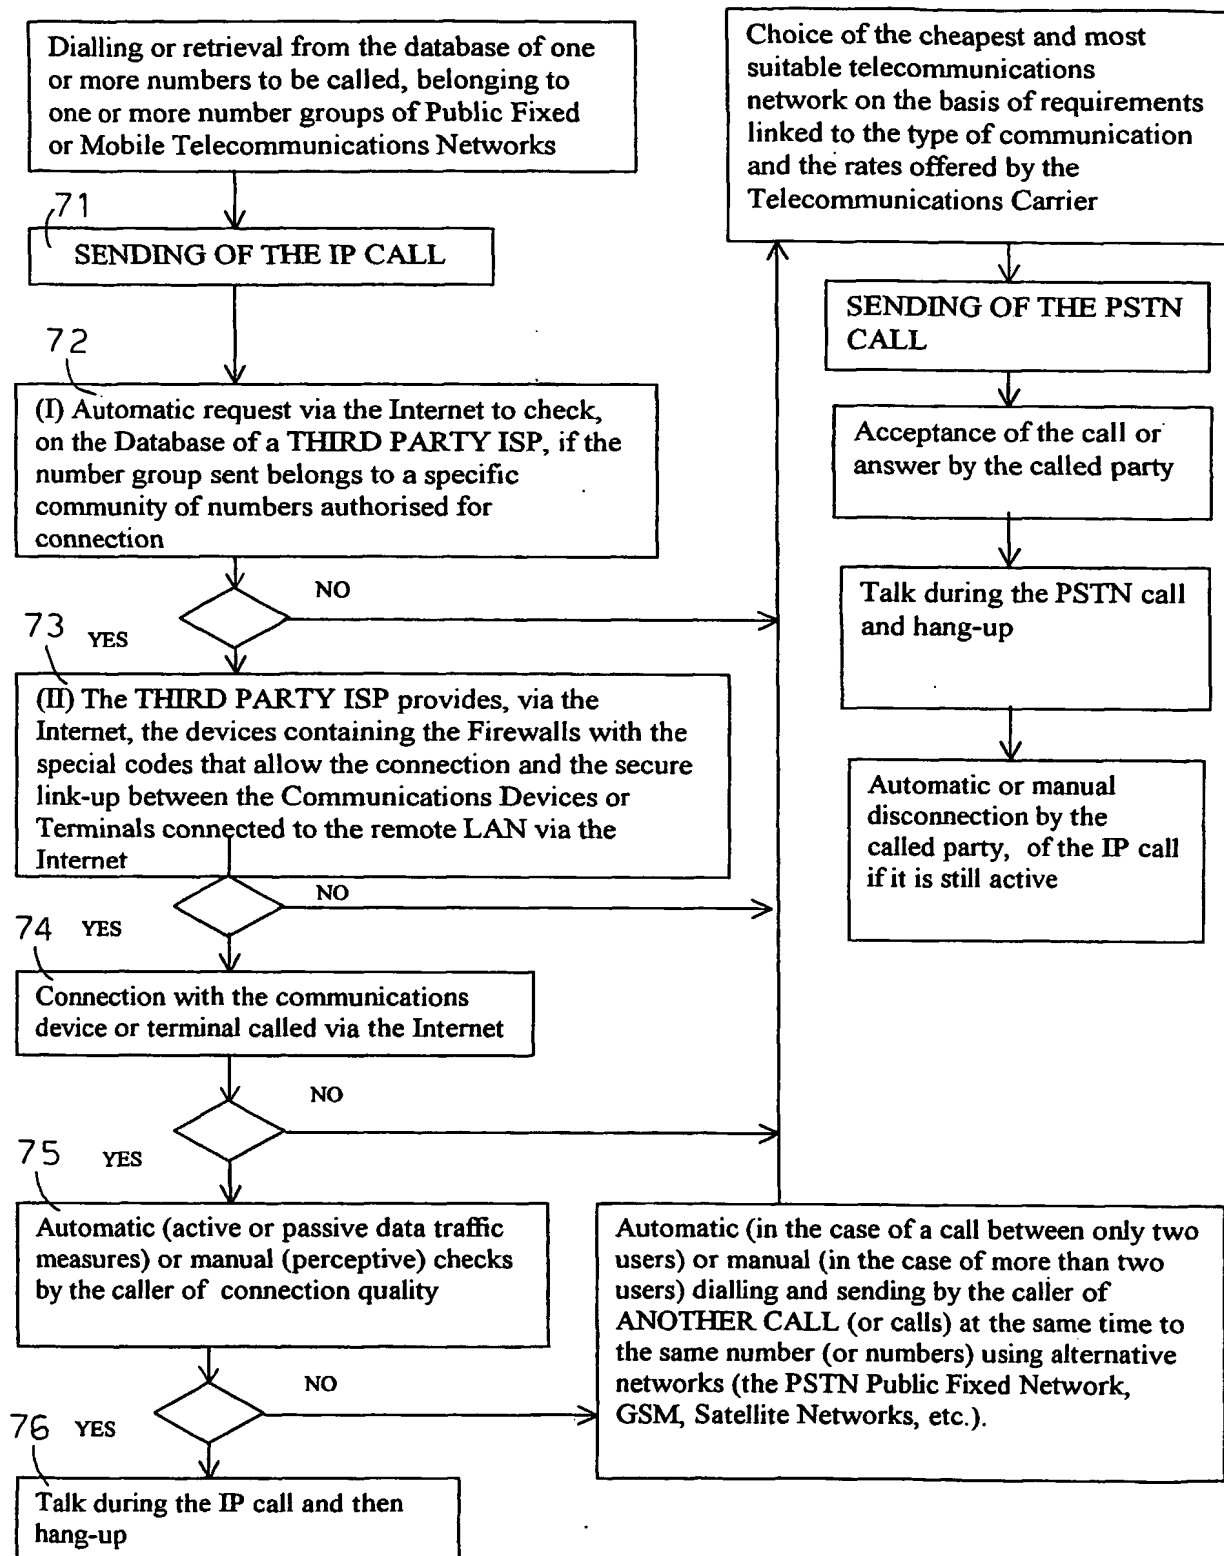 Dialling or retrieval from the database of one
or more numbers to be called, belonging to
one or more number groups of Public Fixed
or Mobile Telecommunications Networks
71
SENDING OF THE IP CALL
72
(I) Automatic request via the Internet to check,
on the Database of a THIRD PARTY ISP, if the
number group sent belongs to a specific
community of numbers authorised for
connection
NO
73 YES
(II) The THIRD PARTY ISP provides, via the
Internet, the devices containing the Firewalls with the
special codes that allow the connection and the secure
link-up between the Communications Devices or
Terminals connected to the remote LAN via the
Internet
NO
74 YES
Connection with the communications
device or terminal called via the Internet
NO
75 YES
Automatic (active or passive data traffic
measures) or manual (perceptive) checks
by the caller of connection quality
NO
76 YES
Talk during the IP call and then
hang-up
Choice of the cheapest and most
suitable telecommunications
network on the basis of requirements
linked to the type of communication
and the rates offered by the
Telecommunications Carrier
SENDING OF THE PSTN
CALL
Acceptance of the call or
answer by the called party
Talk during the PSTN call
and hang-up
Automatic or manual
disconnection by the
called party, of the IP call
if it is still active
Automatic (in the case of a call between only two
users) or manual (in the case of more than two
users) dialling and sending by the caller of
ANOTHER CALL (or calls) at the same time to
the same number (or numbers) using alternative
networks (the PSTN Public Fixed Network,
GSM, Satellite Networks, etc.).